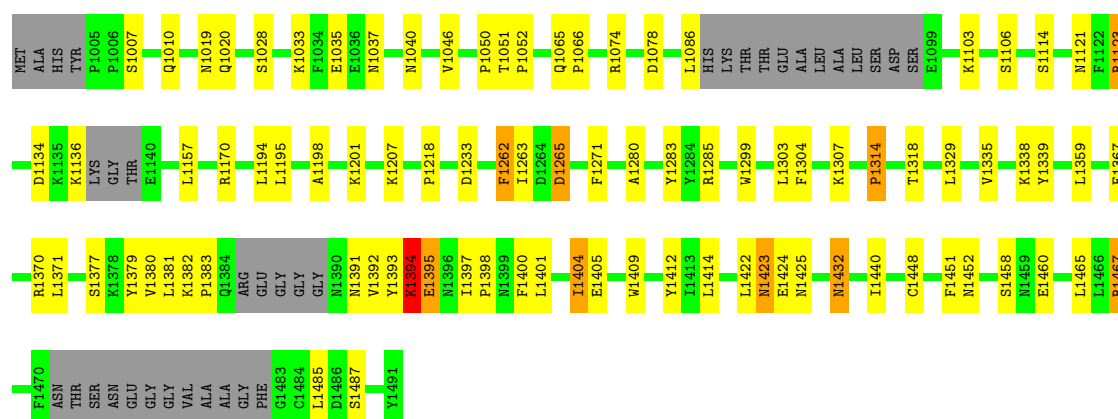 MET ALA HIS TYR P1005 P1006 S1007 Q1010 N1019 Q1020 S1028 K1033 F1034 E1035 E1036 N1037 N1040 V1046 P1050 T1051 P1052 Q1065 P1066 R1074 D1078 L1086 HIS LYS THR THR GLU ALA LEU ALA LEU SER ASP SER E1099 K1103 S1106 S1114 N1121 F1122
D1134 K1135 K1136 LYS GLY THR E1140 L1157 R1170 L1194 L1195 A1198 K1201 K1207 P1218 D1233 F1262 I1263 D1264 D1265 F1271 A1280 Y1283 Y1284 R1285 W1299 L1303 F1304 K1307 P1314 T1318 L1329 V1335 K1338 Y1339 L1359
R1370 L1371 S1377 K1378 Y1379 V1380 L1381 K1382 P1383 Q1384 ARG GLU GLY GLY GLY N1390 N1391 V1392 Y1393 K1394 E1395 N1396 I1397 P1398 N1399 F1400 L1401 I1404 E1405 W1409 Y1412 I1413 L1414 L1422 N1423 E1424 N1425 N1432 I1440 C1448 F1451 N1452 S1458 N1459 E1460 L1465 L1466
F1470 ASN THR SER ASN GLU GLY GLY VAL ALA ALA GLY PHE G1483 C1484 L1485 D1486 S1487 Y1491